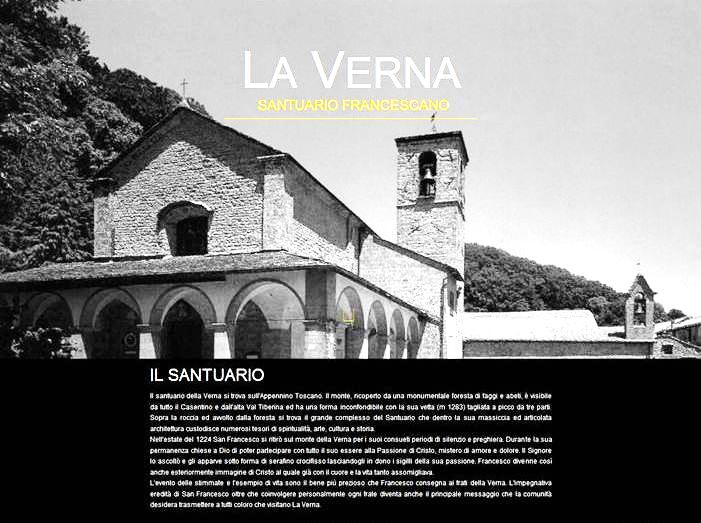 LA VERNA
SANTUARIO FRANCESCANO
IL SANTUARIO
Il santuario della Verna si trova sull'Appennino Toscano. Il monte, ricoperto da una monumentale foresta di faggi e abeti, è visibile
da tutto il Casentino e dall'alta Val Tiberina ed ha una forma inconfondibile con la sua vetta (m 1283) tagliata a picco da tre parti.
Sopra la roccia ed avvolto dalla foresta si trova il grande complesso del Santuario che dentro la sua massiccia ed articolata
architettura custodisce numerosi tesori di spiritualità, arte, cultura e storia.
Nell'estate del 1224 San Francesco si ritirò sul monte della Verna per i suoi consueti periodi di silenzio e preghiera. Durante la sua
permanenza chiese a Dio di poter partecipare con tutto il suo essere alla Passione di Cristo, mistero di amore e dolore. Il Signore
lo ascoltò e gli apparve sotto forma di serafino crocifisso lasciandogli in dono i sigilli della sua passione. Francesco divenne così
anche esteriormente immagine di Cristo al quale già con il cuore e la vita tanto assomigliava.
L'evento delle stimmate e l'esempio di vita sono il bene più prezioso che Francesco consegna ai frati della Verna. L'impegnativa
eredità di San Francesco oltre che coinvolgere personalmente ogni frate diventa anche il principale messaggio che la comunità
desidera trasmettere a tutti coloro che visitano La Verna.